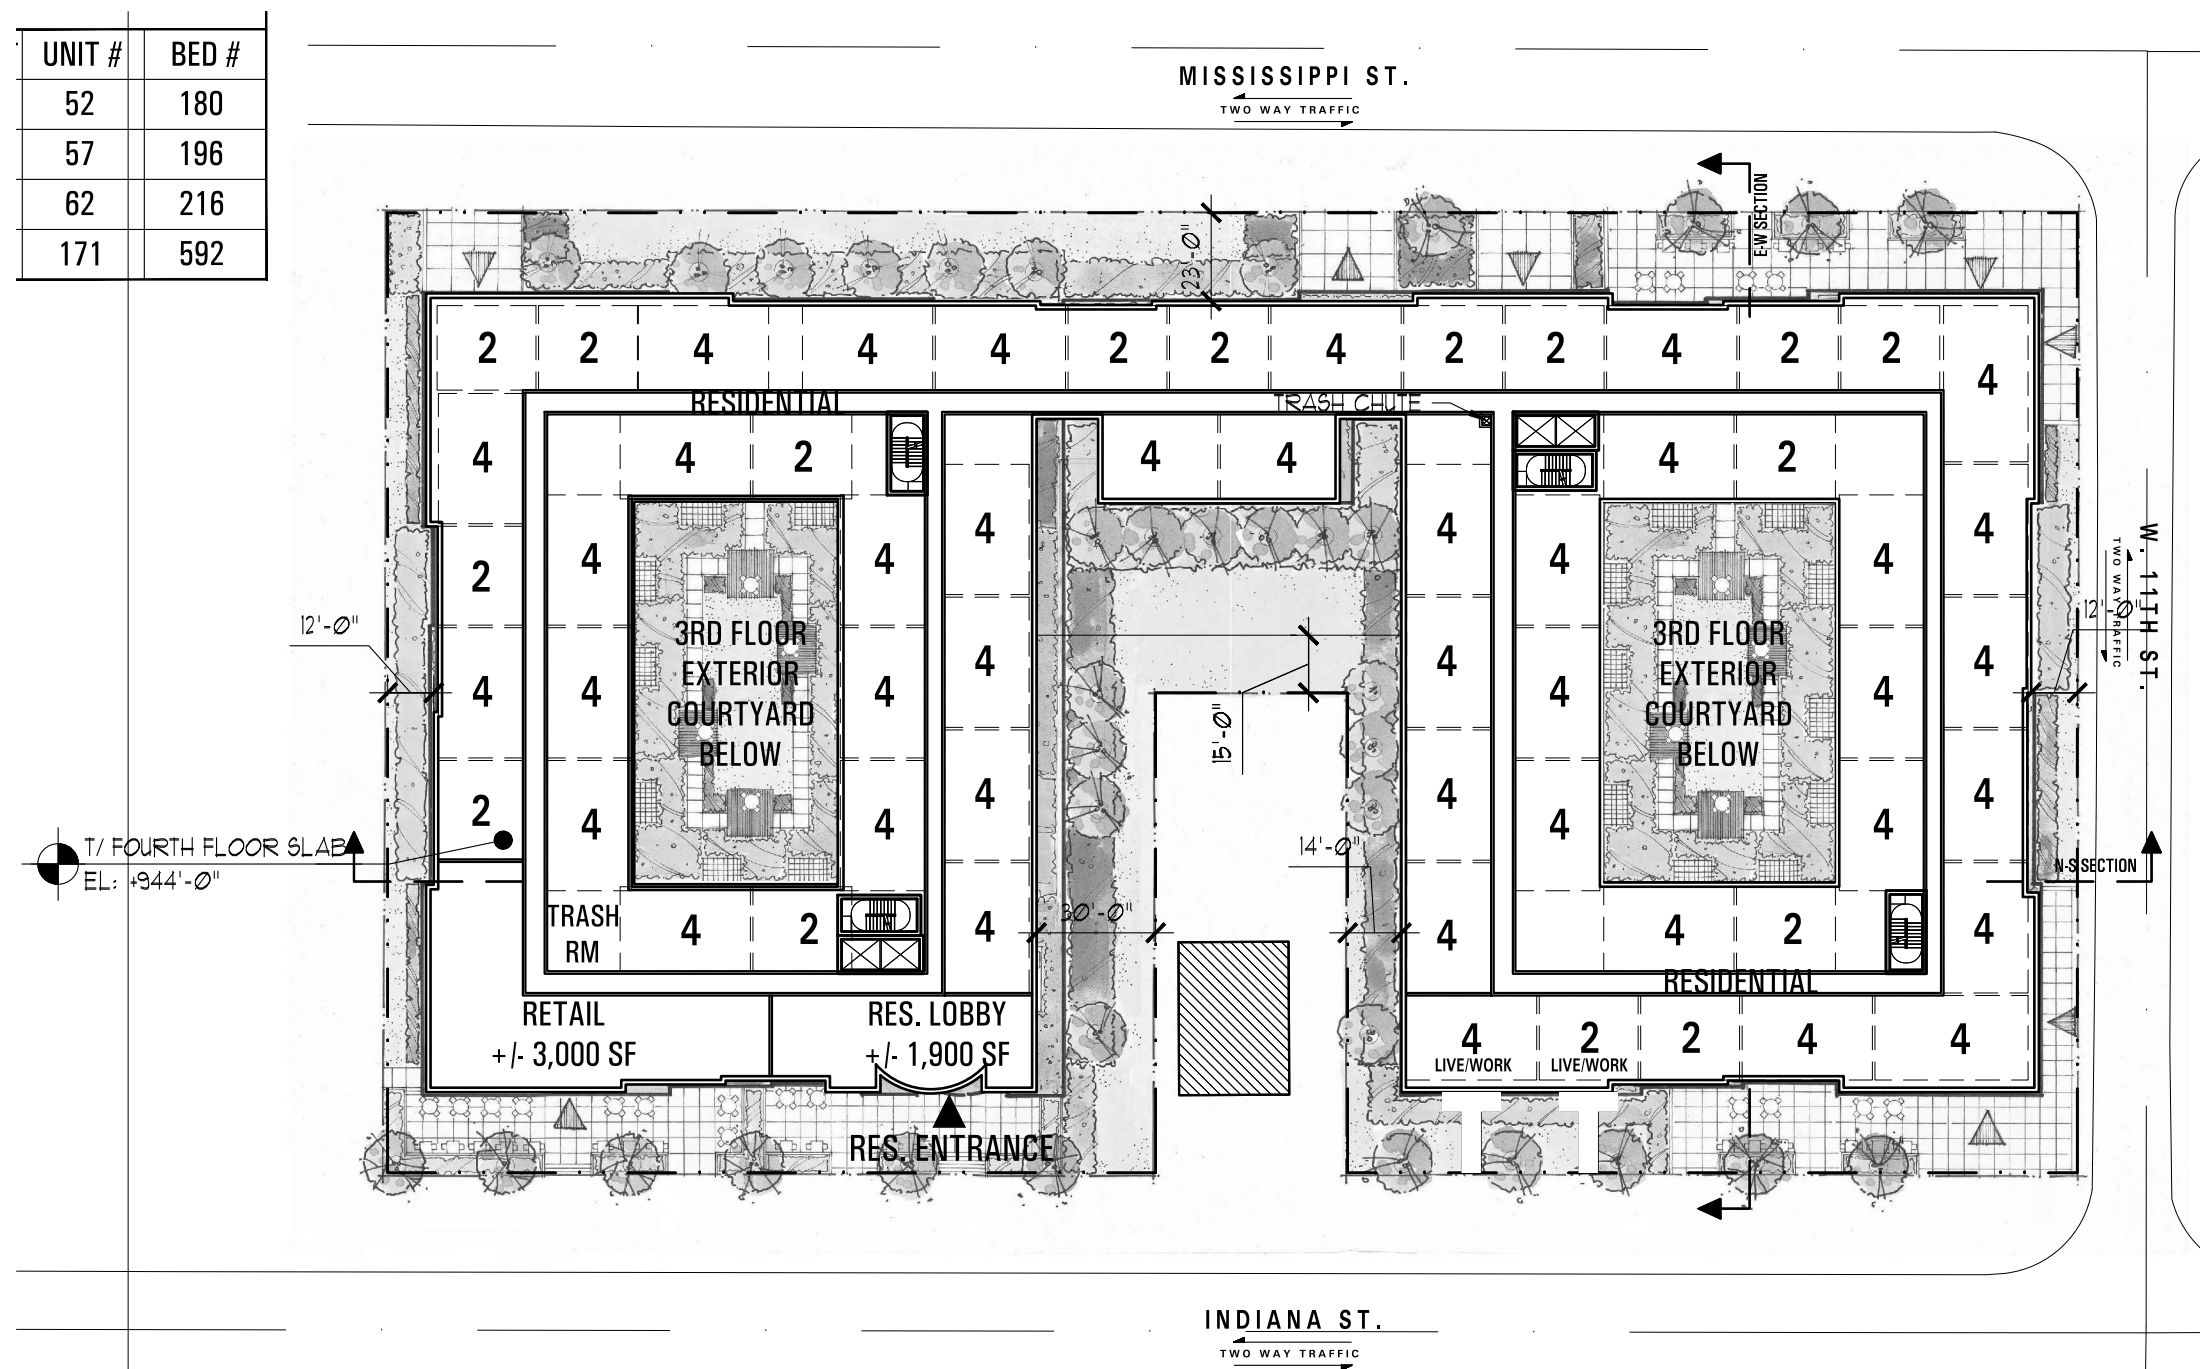 UNIT # BED #
52 180
57 196
62 216
171 592
MISSISSIPPI ST.
TWO WAY TRAFFIC
E-W SECTION
23'-0"
2 2 4 4 4 2 2 4 2 2 4 2 2 4
RESIDENTIAL
TRASH CHUTE
4 4 2 4 4 4 2
4 4 4 4 4 4 4
2 4 4
3RD FLOOR
EXTERIOR
COURTYARD
BELOW
3RD FLOOR
EXTERIOR
COURTYARD
BELOW
W. 11TH ST.
TWO WAY TRAFFIC
12'-0"
12'-0"
4 4 4 4 4 4 4 4
15'-0"
2 4 4 4 4 4 4 4
14'-0"
T/ FOURTH FLOOR SLAB
EL: +944'-0"
N-S SECTION
30'-0"
TRASH
RM
4 2 4 4 4 2 4
RESIDENTIAL
RETAIL
+/- 3,000 SF
RES. LOBBY
+/- 1,900 SF
4 2 2 4 4
LIVE/WORK LIVE/WORK
RES. ENTRANCE
INDIANA ST.
TWO WAY TRAFFIC